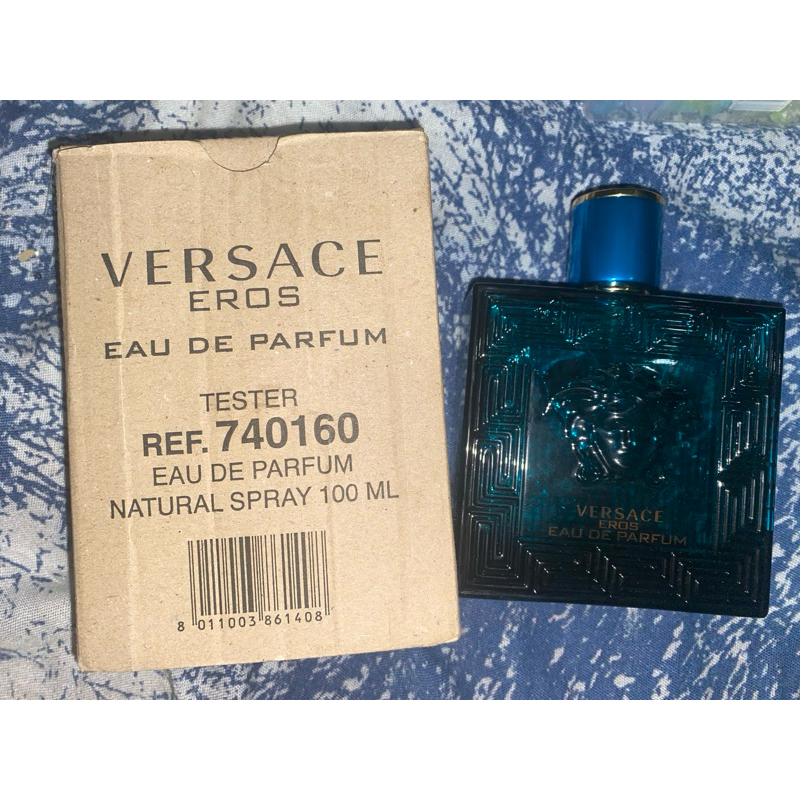 VERSACE
EROS
EAU DE PARFUM
TESTER
REF. 740160
EAU DE PARFUM
NATURAL SPRAY 100 ML
8 011003 861408
VERSACE
EROS
EAU DE PARFUM